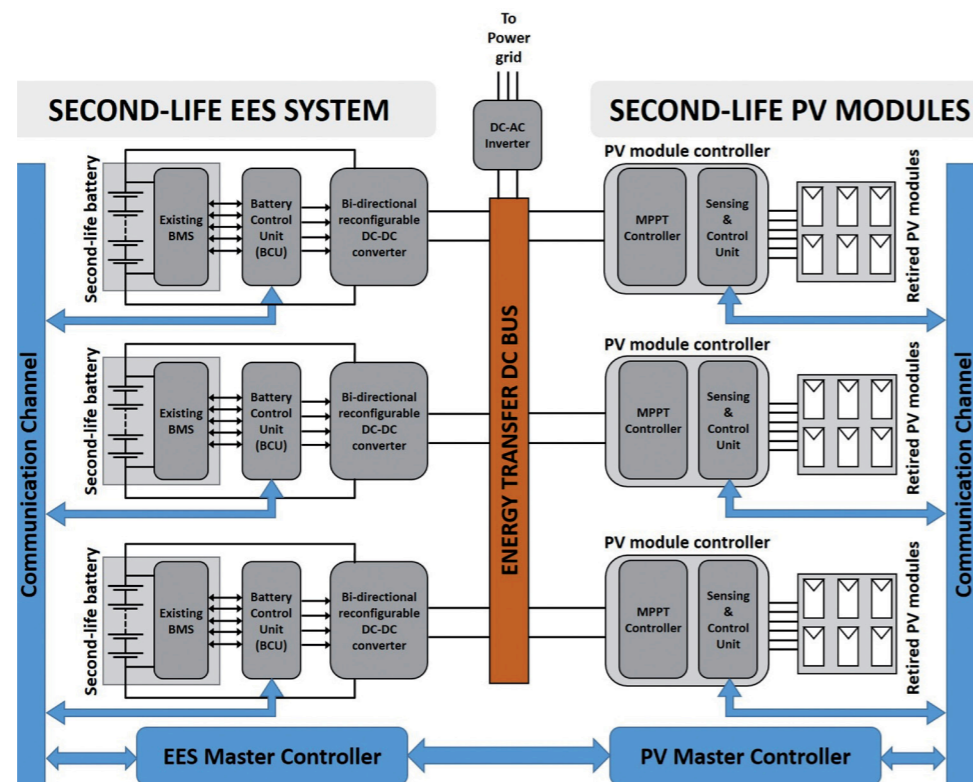 To
Power
grid
SECOND-LIFE EES SYSTEM
DC-AC
Inverter
SECOND-LIFE PV MODULES
Second-life battery
Existing
BMS
Battery
Control
Unit
(BCU)
Bi-directional
reconfigurable
DC-DC
converter
PV module controller
MPPT
Controller
Sensing
&
Control
Unit
Retired PV modules
Second-life battery
Existing
BMS
Battery
Control
Unit
(BCU)
Bi-directional
reconfigurable
DC-DC
converter
PV module controller
MPPT
Controller
Sensing
&
Control
Unit
Retired PV modules
Second-life battery
Existing
BMS
Battery
Control
Unit
(BCU)
Bi-directional
reconfigurable
DC-DC
converter
PV module controller
MPPT
Controller
Sensing
&
Control
Unit
Retired PV modules
Communication Channel
ENERGY TRANSFER DC BUS
Communication Channel
EES Master Controller
PV Master Controller